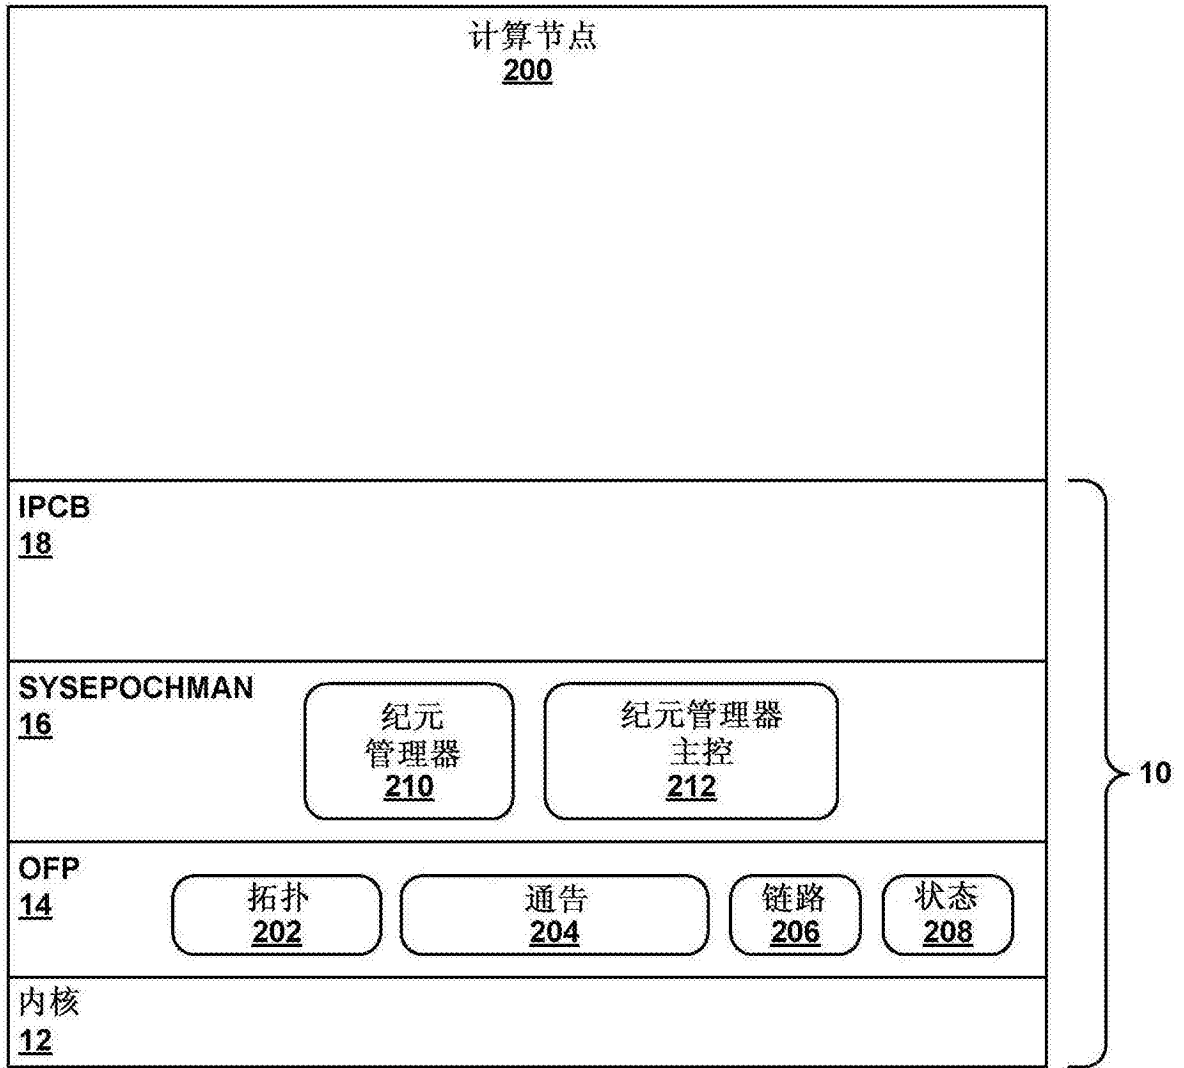 计算节点
200
IPCB
18
SYSEPOCHMAN
16
纪元
管理器
210
纪元管理器
主控
212
10
OFP
14
拓扑
202
通告
204
链路
206
状态
208
内核
12